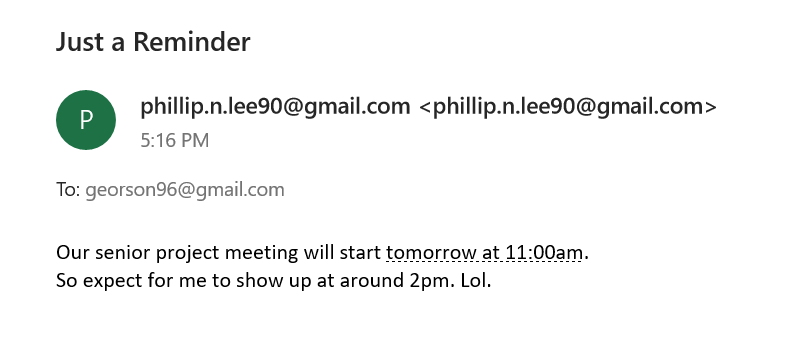 Just a Reminder
P
phillip.n.lee90@gmail.com <phillip.n.lee90@gmail.com>
5:16 PM
To: georson96@gmail.com
Our senior project meeting will start tomorrow at 11:00am.
So expect for me to show up at around 2pm. Lol.